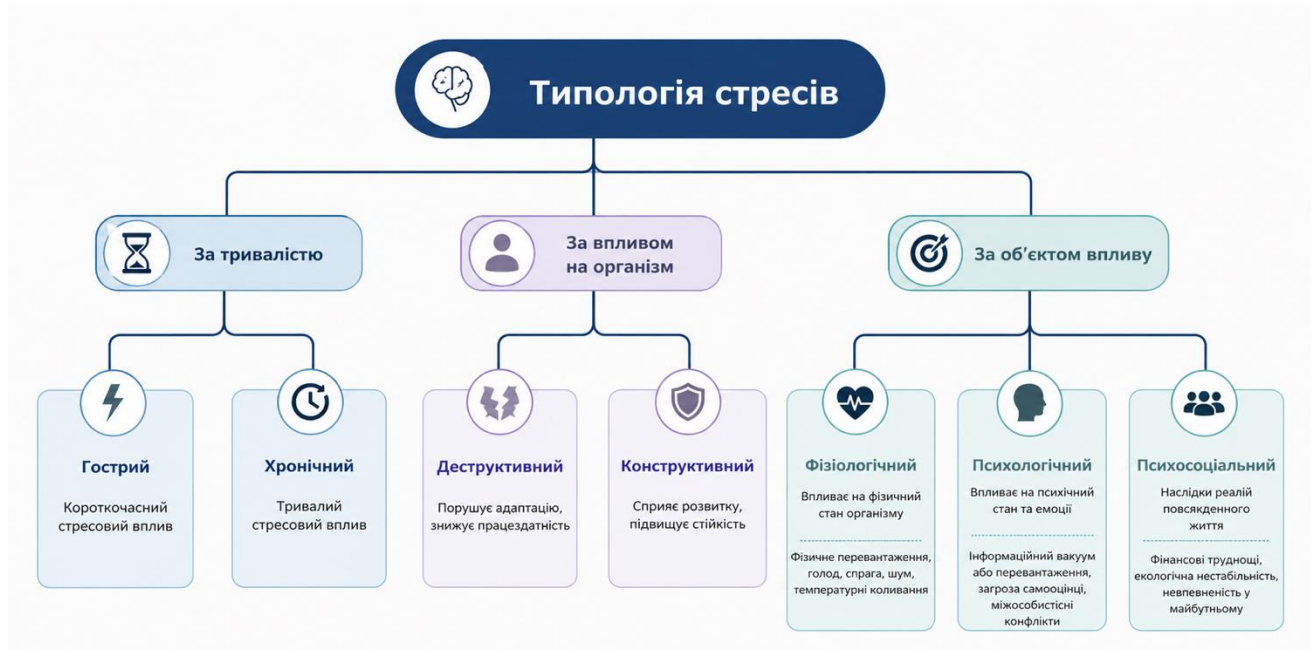 Типологія стресів
За тривалістю
За впливом
на організм
За об’єктом впливу
Гострий
Короткочасний
стресовий вплив
Хронічний
Тривалий
стресовий вплив
Деструктивний
Порушує адаптацію,
знижує працездатність
Конструктивний
Сприяє розвитку,
підвищує стійкість
Фізіологічний
Впливає на фізичний
стан організму
Фізичне перевантаження,
голод, спрага, шум,
температурні коливання
Психологічний
Впливає на психічний
стан та емоції
Інформаційний вакуум
або перевантаження,
загроза самооцінці,
міжособистісні
конфлікти
Психосоціальний
Наслідки реалій
повсякденного
життя
Фінансові труднощі,
екологічна нестабільність,
невпевненість у
майбутньому